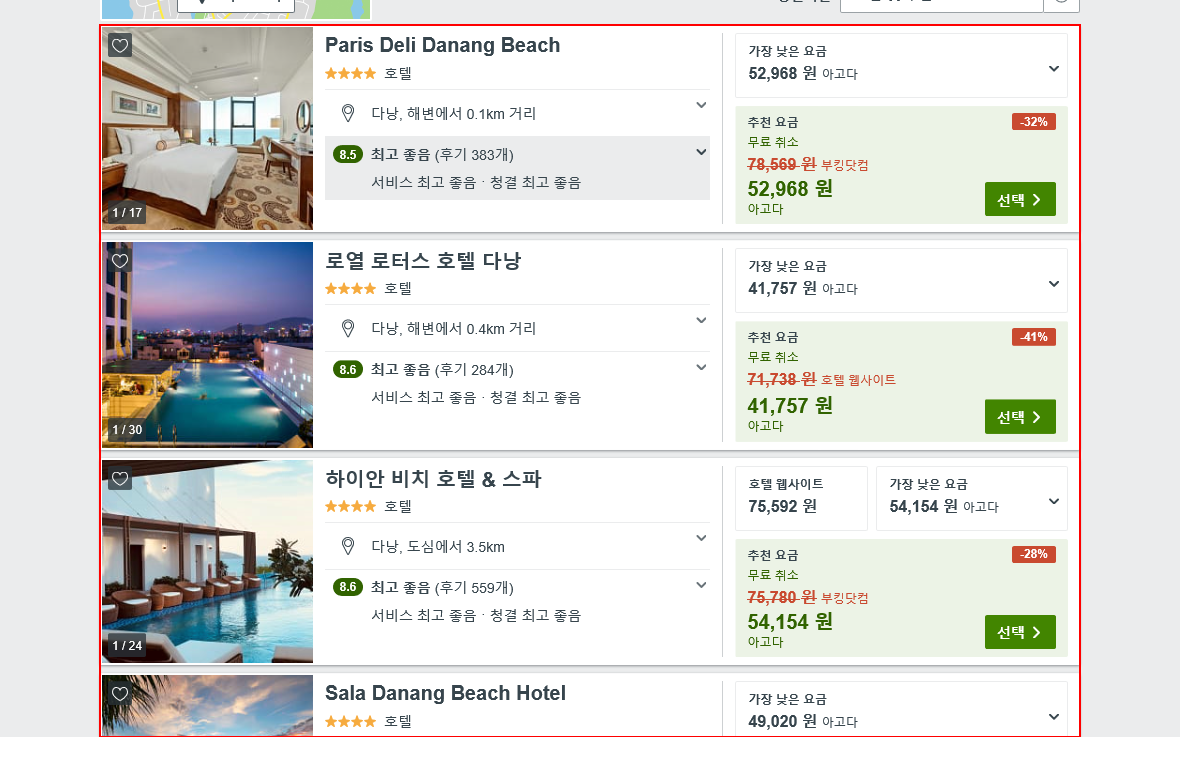 Paris Deli Danang Beach
호텔
다낭, 해변에서 0.1km 거리
8.5 최고 좋음 (후기 383개)
서비스 최고 좋음 · 청결 최고 좋음
1 / 17
가장 낮은 요금
52,968 원 아고다
추천 요금
-32%
무료 취소
78,569 원 부킹닷컴
52,968 원
아고다
선택
로열 로터스 호텔 다낭
호텔
다낭, 해변에서 0.4km 거리
8.6 최고 좋음 (후기 284개)
서비스 최고 좋음 · 청결 최고 좋음
1 / 30
가장 낮은 요금
41,757 원 아고다
추천 요금
-41%
무료 취소
71,738 원 호텔 웹사이트
41,757 원
아고다
선택
하이안 비치 호텔 & 스파
호텔
다낭, 도심에서 3.5km
8.6 최고 좋음 (후기 559개)
서비스 최고 좋음 · 청결 최고 좋음
1 / 24
호텔 웹사이트
75,592 원
가장 낮은 요금
54,154 원 아고다
추천 요금
-28%
무료 취소
75,780 원 부킹닷컴
54,154 원
아고다
선택
Sala Danang Beach Hotel
호텔
가장 낮은 요금
49,020 원 아고다